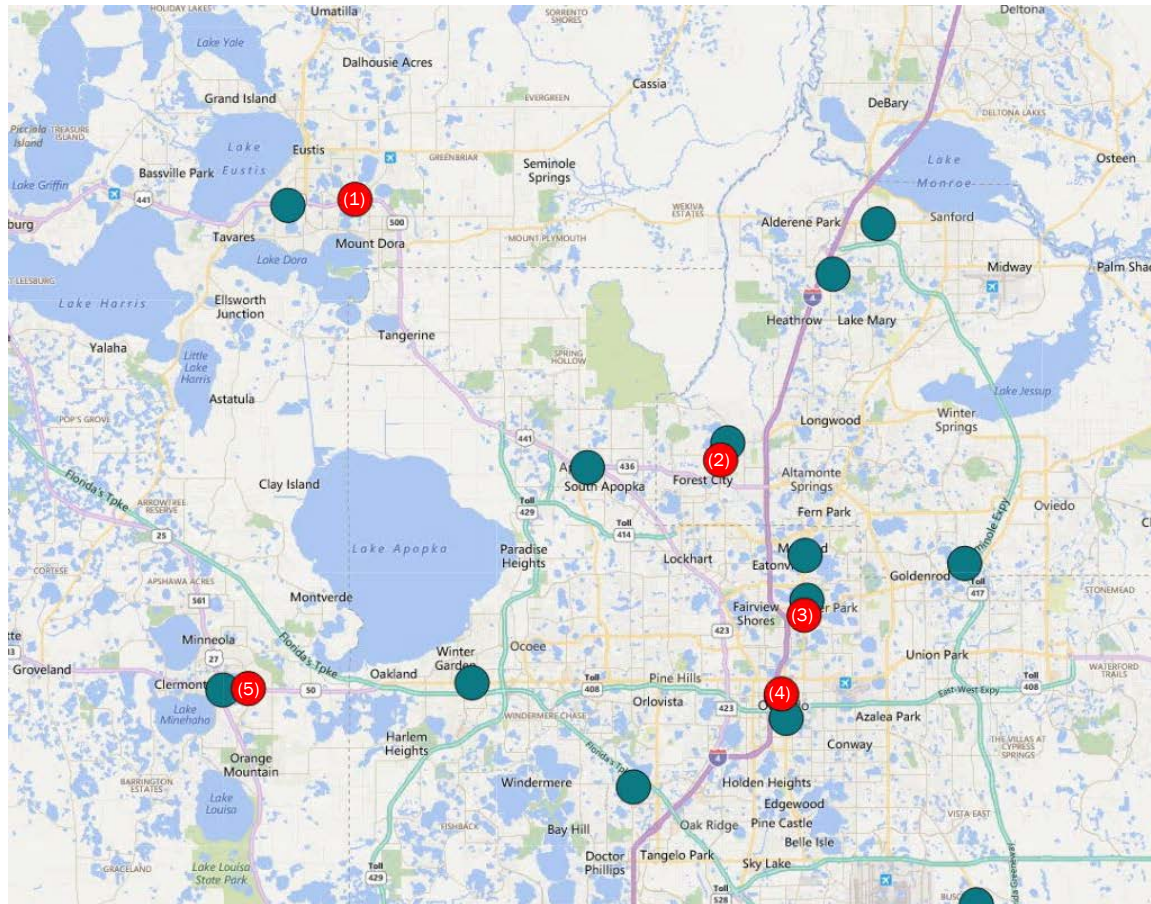 HOLIDAY LAKES
Umatilla
SORRENTO
SHORES
Deltona
Lake Yale
Dalhousie Acres
Cassia
Grand Island
EVERGREEN
DeBary
DELTONA LAKES
Picciola
Island
TREASURE
ISLAND
Eustis
Lake
Eustis
GREENBRIAR
Seminole
Springs
Lake
Monroe
Osteen
Bassville Park
Lake Griffin
441
(1)
WEKIVA
ESTATES
Alderene Park
Sanford
burg
Tavares
500
Mount Dora
MOUNT PLYMOUTH
Lake Dora
Midway
Palm Shad
ST LEESBURG
Lake Harris
Ellsworth
Junction
4
Heathrow
Lake Mary
Tangerine
Yalaha
Little
Lake
Harris
SPRING
HOLLOW
Lake Jessup
Astatula
POP'S GROVE
Longwood
Winter
Springs
441
(2)
436
Forest City
South Apopka
Altamonte
Springs
Florida's Tpke
Clay Island
ARROWTREE
RESERVE
Toll
429
Fern Park
Oviedo
Toll
414
25
Lake Apopka
Paradise
Heights
Lockhart
CORTESE
APSHAWA ACRES
Goldenrod
Toll
417
STONEMEAD
561
Montverde
Fairview
Shores
(3)
423
Minneola
Groveland
27
Florida's Tpke
Ocoee
Winter
Oakland
Union Park
WATERFORD
TRAILS
Clermont
(5)
50
Toll
408
Pine Hills
(4)
East-West Expy
Toll
408
Lake
Minehaha
Orlovista
423
Azalea Park
WINDERMERE CHASE
Harlem
Heights
Conway
THE VILLAS AT
CYPRESS
SPRINGS
Orange
Mountain
4
BARRINGTON
ESTATES
Windermere
Holden Heights
Lake
Louisa
Edgewood
FISHBACK
Bay Hill
Oak Ridge
Pine Castle
VISTA EAST
Belle Isle
GRACELAND
Lake Louisa
State Park
Toll
429
Doctor
Phillips
Tangelo Park
Sky Lake
Toll
528